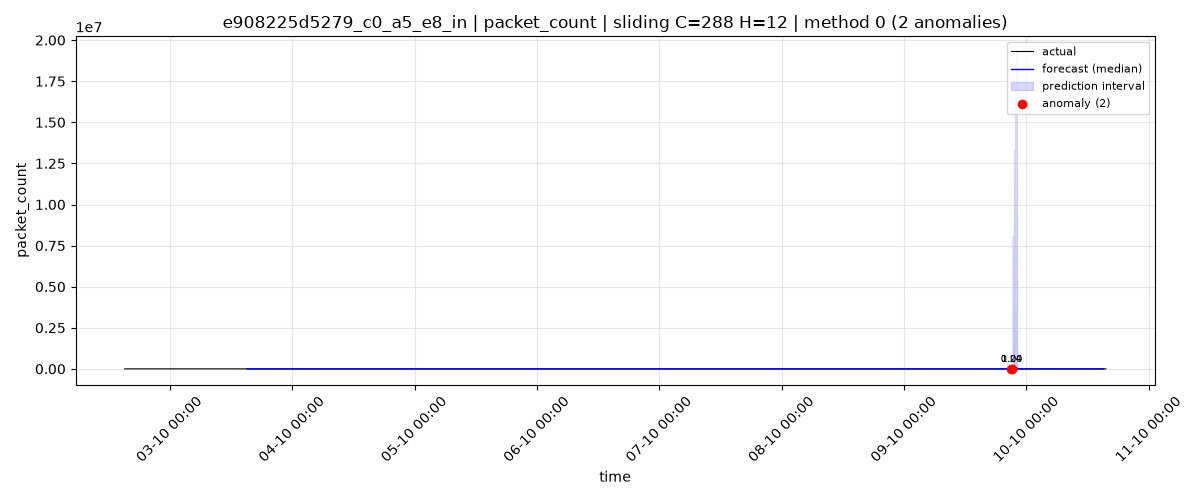 e908225d5279_c0_a5_e8_in | packet_count | sliding C=288 H=12 | method 0 (2 anomalies)
1e7
actual
forecast (median)
prediction interval
anomaly (2)
2.00
1.75
1.50
1.25
1.00
0.75
0.50
0.25
0.00
packet_count
03-10 00:00
04-10 00:00
05-10 00:00
06-10 00:00
07-10 00:00
08-10 00:00
09-10 00:00
10-10 00:00
11-10 00:00
time